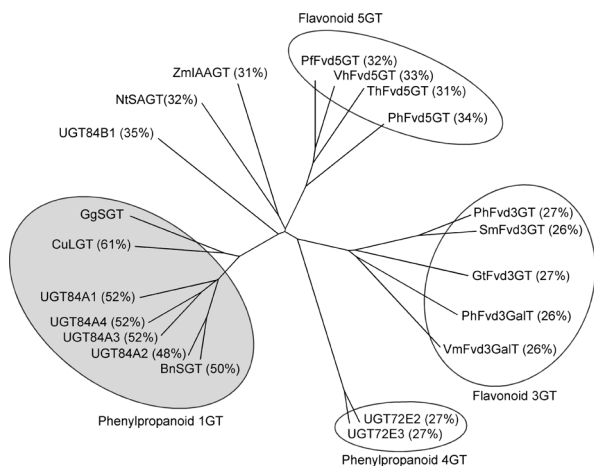 Flavonoid 5GT
PfFvd5GT (32%)
VhFvd5GT (33%)
ThFvd5GT (31%)
PhFvd5GT (34%)
ZmIAAGT (31%)
NtSAGT (32%)
UGT84B1 (35%)
GgSGT
CuLGT (61%)
UGT84A1 (52%)
UGT84A4 (52%)
UGT84A3 (52%)
UGT84A2 (48%)
BnSGT (50%)
Phenylpropanoid 1GT
PhFvd3GT (27%)
SmFvd3GT (26%)
GtFvd3GT (27%)
PhFvd3GalT (26%)
VmFvd3GalT (26%)
Flavonoid 3GT
UGT72E2 (27%)
UGT72E3 (27%)
Phenylpropanoid 4GT